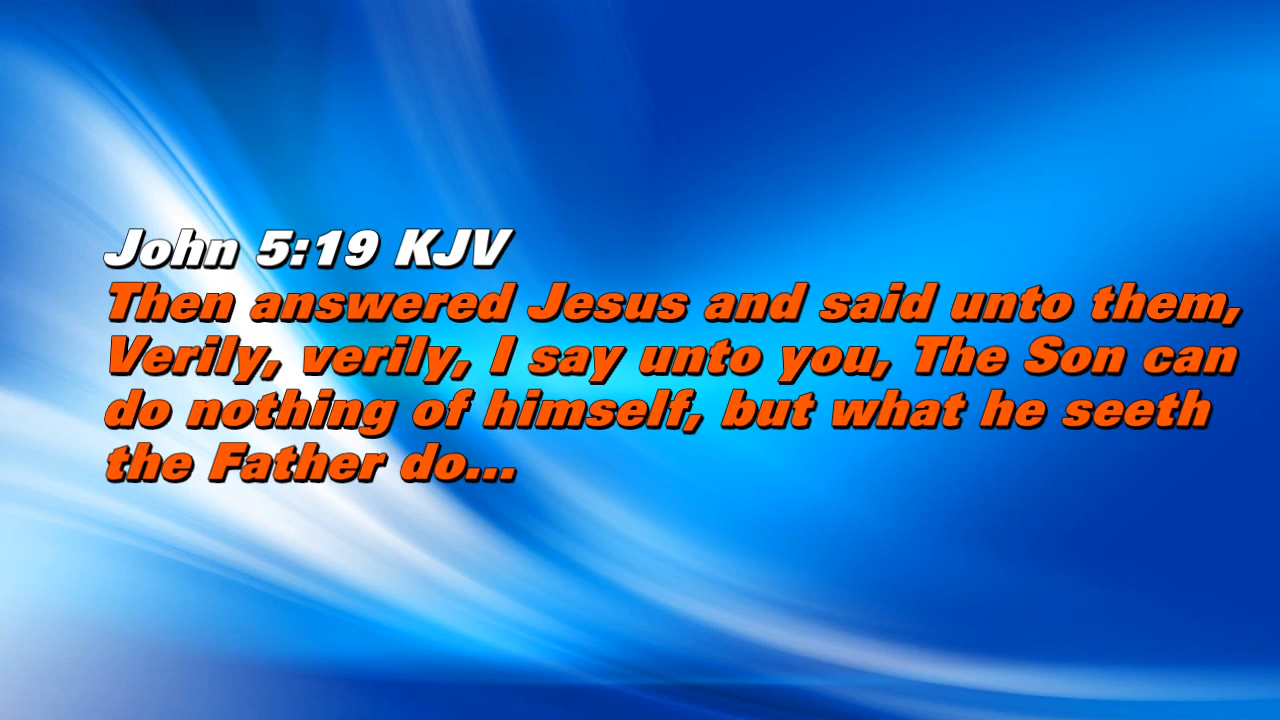 John 5:19 KJV
Then answered Jesus and said unto them,
Verily, verily, I say unto you, The Son can
do nothing of himself, but what he seeth
the Father do...